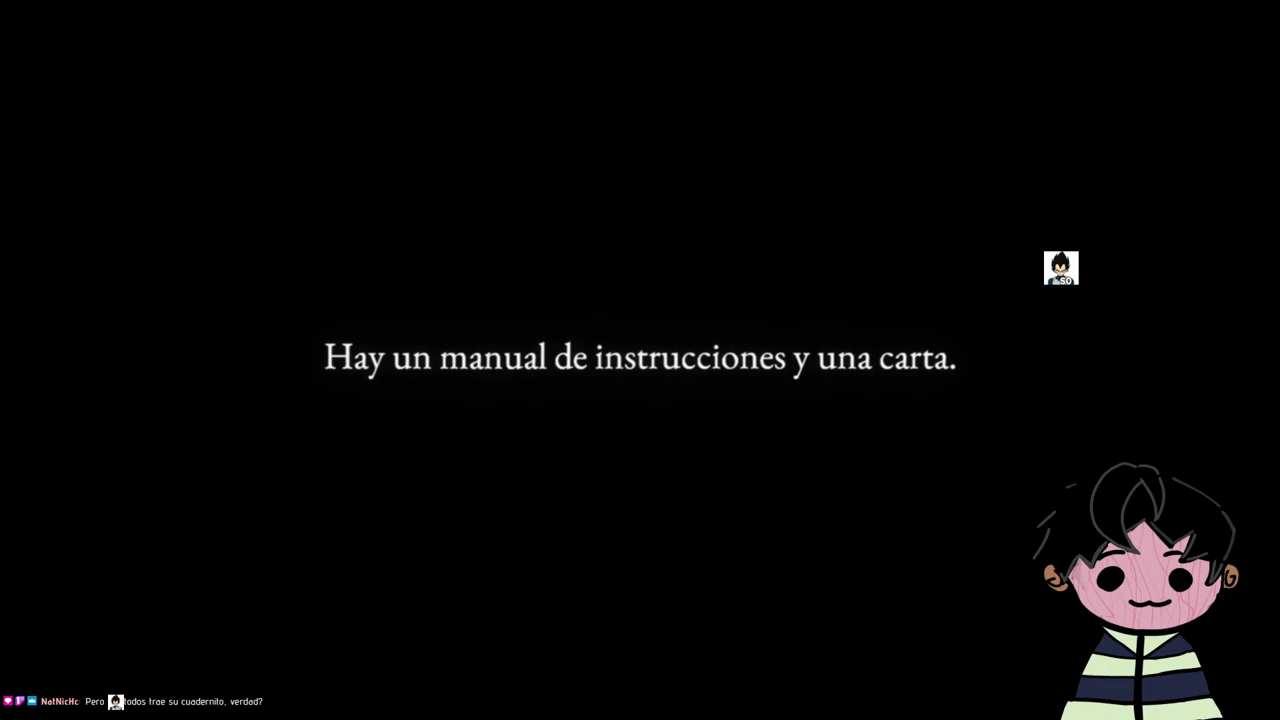 Hay un manual de instrucciones y una carta.
NatNicHc: Pero todos trae su cuadernito, verdad?